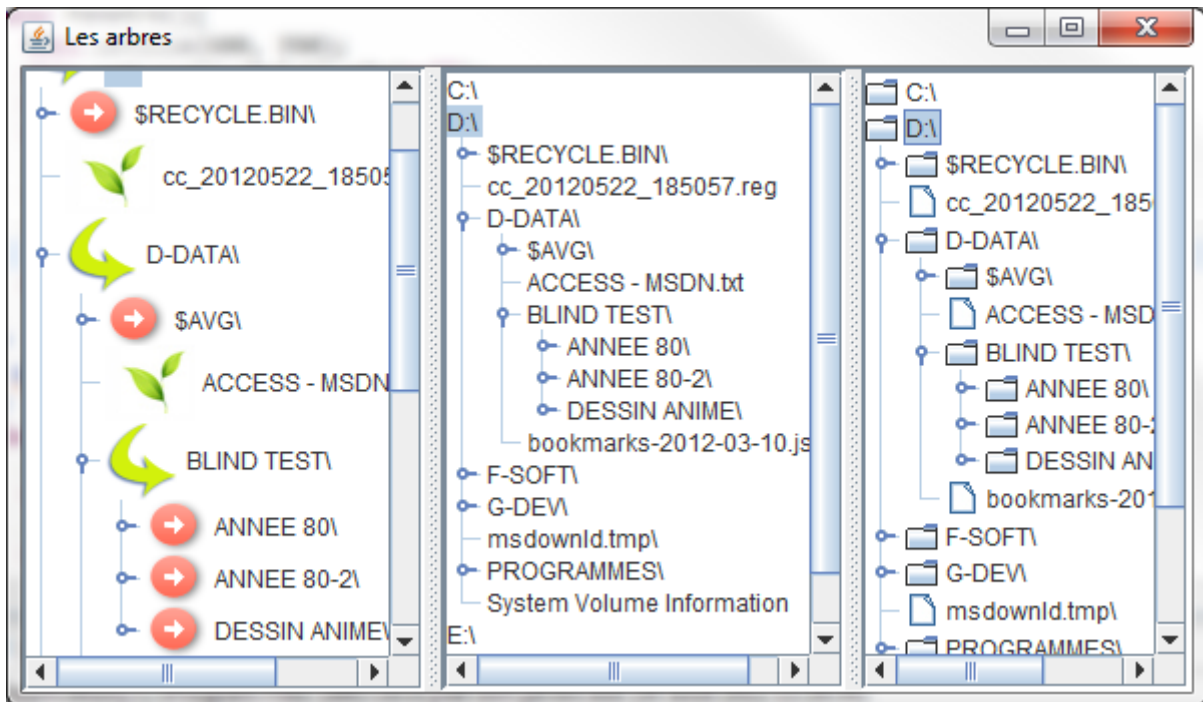 Les arbres
$RECYCLE.BIN\
cc_20120522_1850
D-DATA\
$AVG\
ACCESS - MSDN
BLIND TEST\
ANNEE 80\
ANNEE 80-2\
DESSIN ANIME\
C:\
D:\
$RECYCLE.BIN\
cc_20120522_185057.reg
D-DATA\
$AVG\
ACCESS - MSDN.txt
BLIND TEST\
ANNEE 80\
ANNEE 80-2\
DESSIN ANIME\
bookmarks-2012-03-10.js
F-SOFT\
G-DEV\
msdownld.tmp\
PROGRAMMES\
System Volume Information
E:\
C:\
D:\
$RECYCLE.BIN\
cc_20120522_185
D-DATA\
$AVG\
ACCESS - MSD
BLIND TEST\
ANNEE 80\
ANNEE 80-
DESSIN AN
bookmarks-201
F-SOFT\
G-DEV\
msdownld.tmp\
PROGRAMMES\